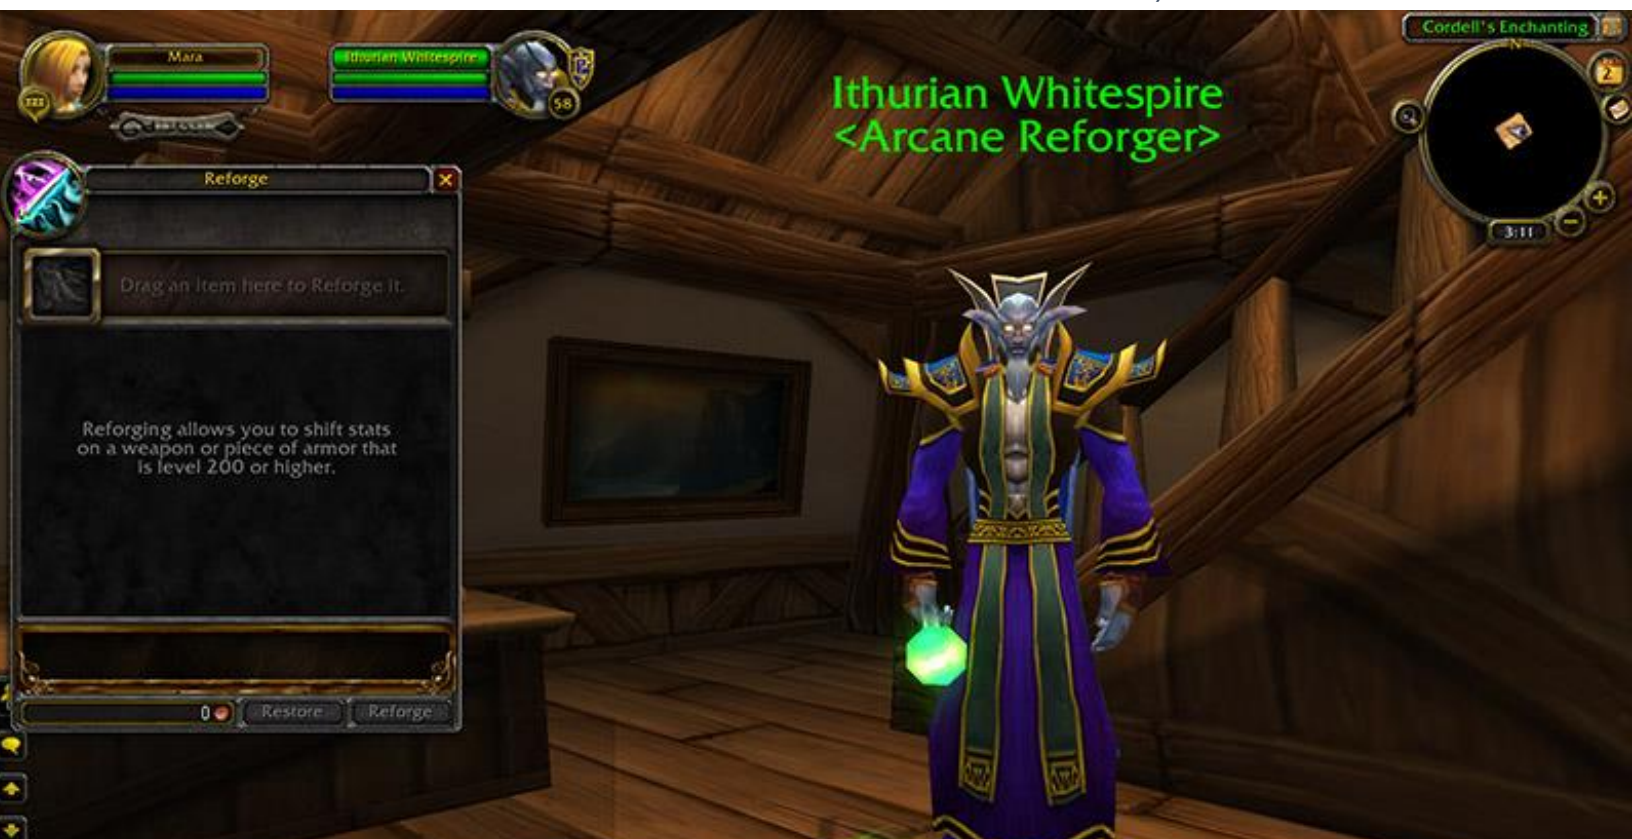 Cordell's Enchanting
N
Mara
Ithurian Whitespire
58
2
Ithurian Whitespire
<Arcane Reforger>
Reforge
3:11
Drag an item here to Reforge it.
Reforging allows you to shift stats
on a weapon or piece of armor that
is level 200 or higher.
0
Restore
Reforge